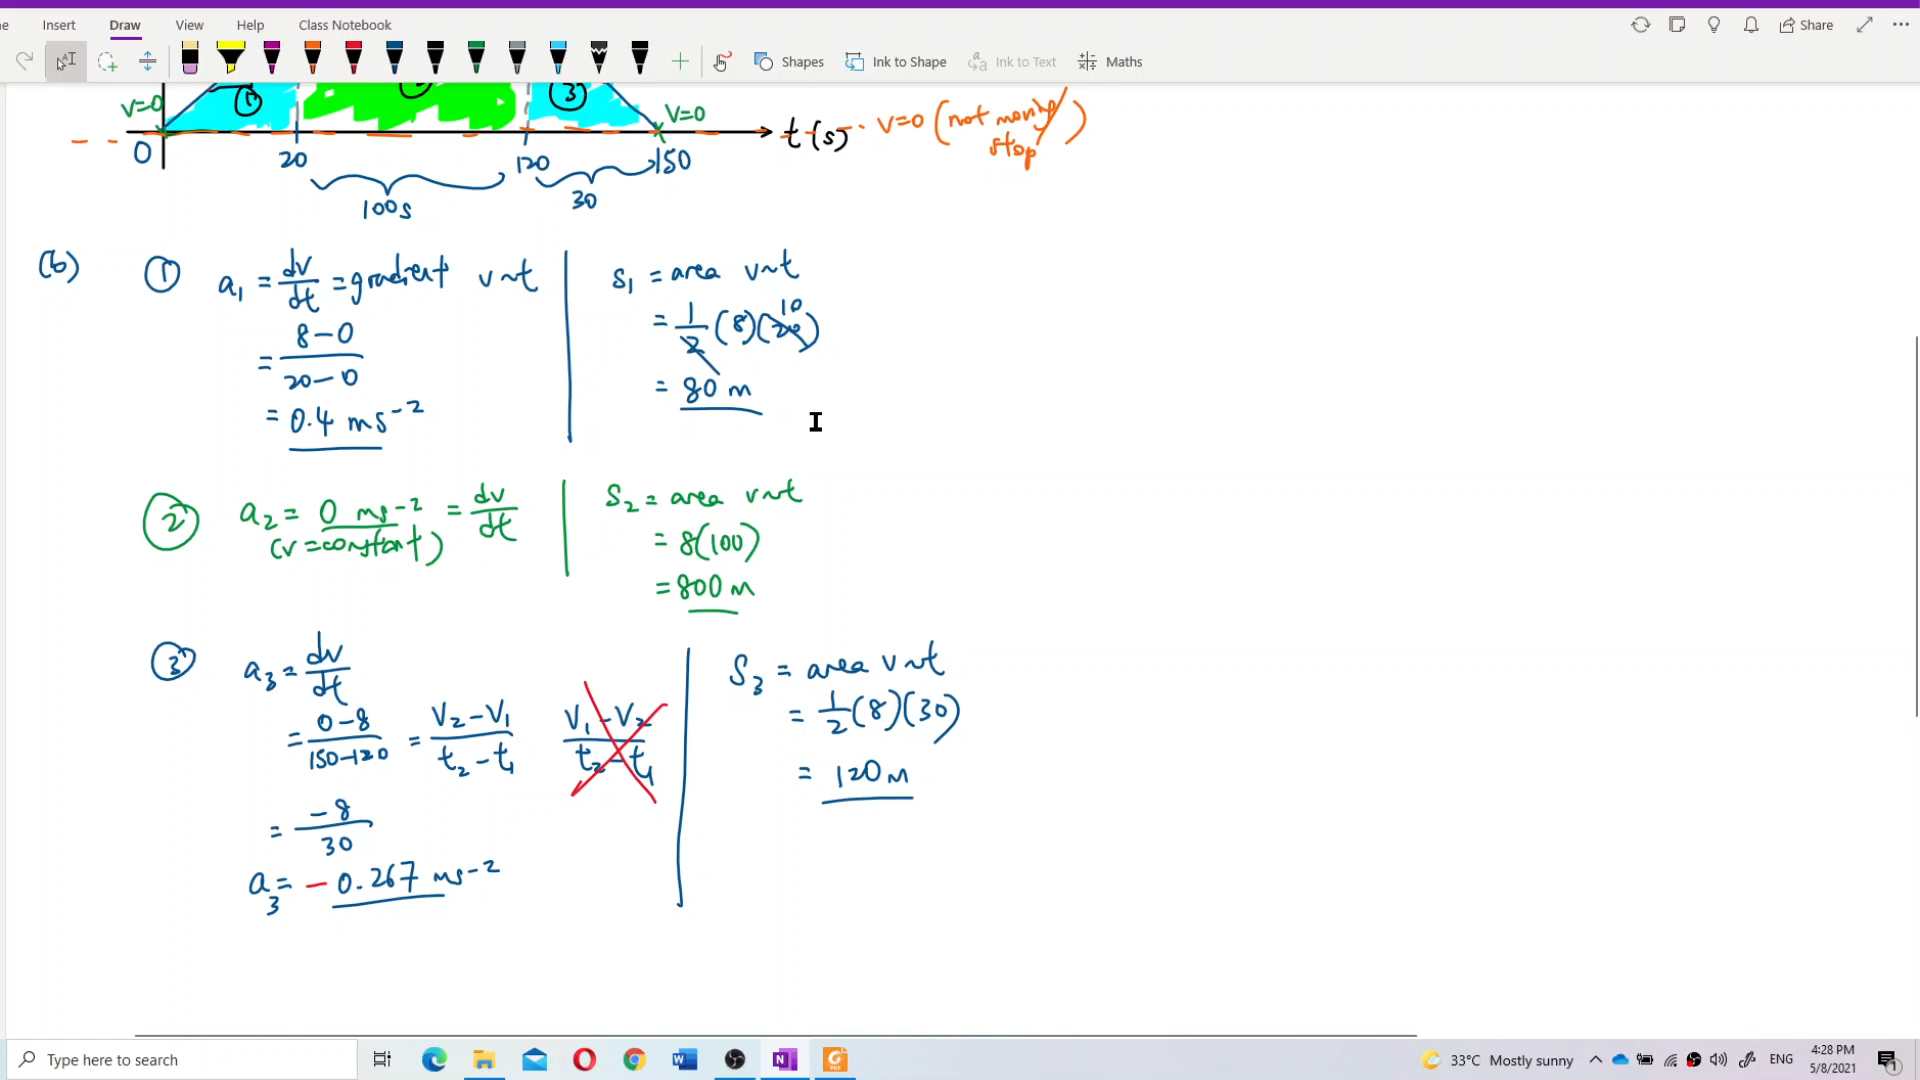 Insert Draw View Help Class Notebook Share
Shapes Ink to Shape Ink to Text Maths
v=0 ① ③ v=0 t(s) v=0 (not moving
stop)
0 20 120 150
100s 30
(b) ① a₁ = dv/dt = gradient v~t
= 8-0/20-0
= 0.4 ms⁻²
S₁ = area v~t
= 1/2 (8)(20) 10
= 80 m
② a₂ = 0 ms⁻² = dv/dt
(v = constant)
S₂ = area v~t
= 8(100)
= 800 m
③ a₃ = dv/dt
= 0-8/150-120 = V₂-V₁/t₂-t₁ V₁-V₂/t₂-t₁
= -8/30
a₃ = -0.267 ms⁻²
S₃ = area v~t
= 1/2 (8)(30)
= 120m
Type here to search 33°C Mostly sunny ENG 4:28 PM
5/8/2021